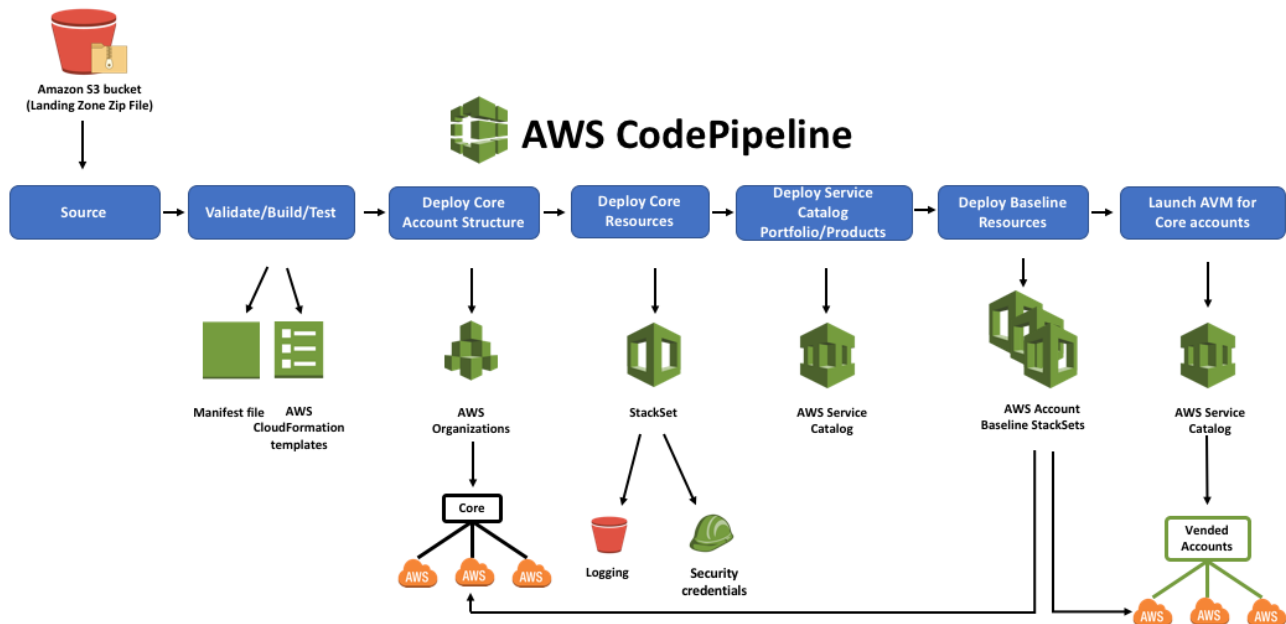 Amazon S3 bucket
(Landing Zone Zip File)
AWS CodePipeline
Source
Validate/Build/Test
Deploy Core
Account Structure
Deploy Core
Resources
Deploy Service
Catalog
Portfolio/Products
Deploy Baseline
Resources
Launch AVM for
Core accounts
Manifest file
AWS
CloudFormation
templates
AWS
Organizations
StackSet
AWS Service
Catalog
AWS Account
Baseline StackSets
AWS Service
Catalog
Core
AWS
AWS
AWS
Logging
Security
credentials
Vended
Accounts
AWS
AWS
AWS